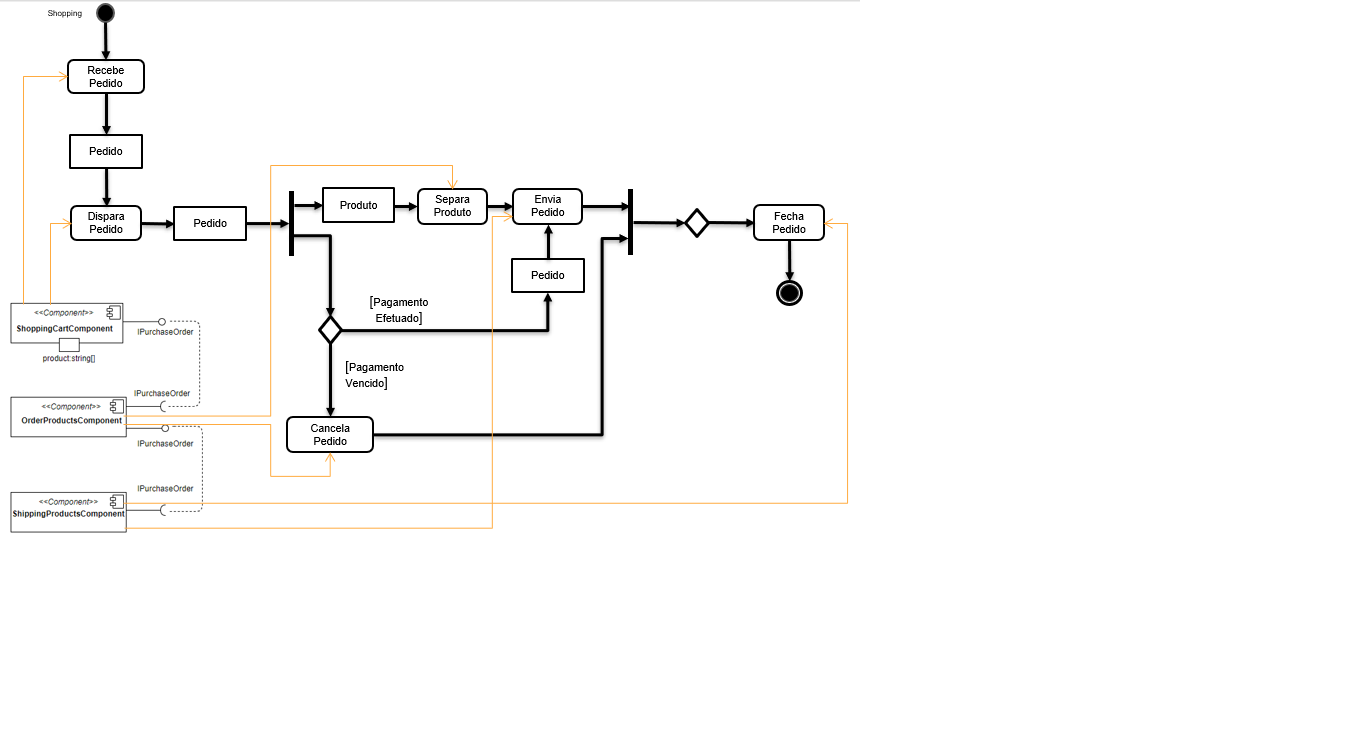 Shopping
Recebe
Pedido
Pedido
Dispara
Pedido
Pedido
Produto
Separa
Produto
Envia
Pedido
Fecha
Pedido
Pedido
[Pagamento
Efetuado]
[Pagamento
Vencido]
Cancela
Pedido
<<Component>>
ShoppingCartComponent
product:string[]
IPurchaseOrder
IPurchaseOrder
<<Component>>
OrderProductsComponent
IPurchaseOrder
IPurchaseOrder
<<Component>>
ShippingProductsComponent